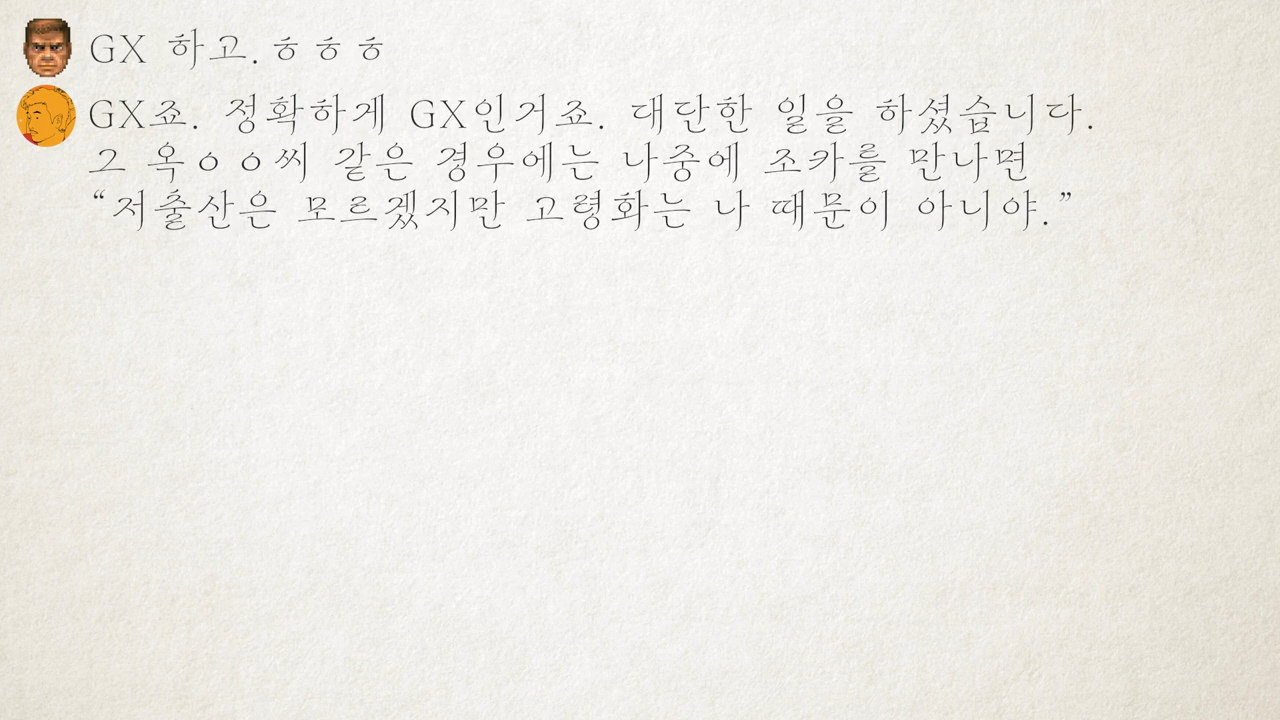 GX 하고.ㅎㅎㅎ
GX죠. 정확하게 GX인거죠. 대단한 일을 하셨습니다.
그 옥ㅇㅇ씨 같은 경우에는 나중에 조카를 만나면
“저출산은 모르겠지만 고령화는 나 때문이 아니야.”